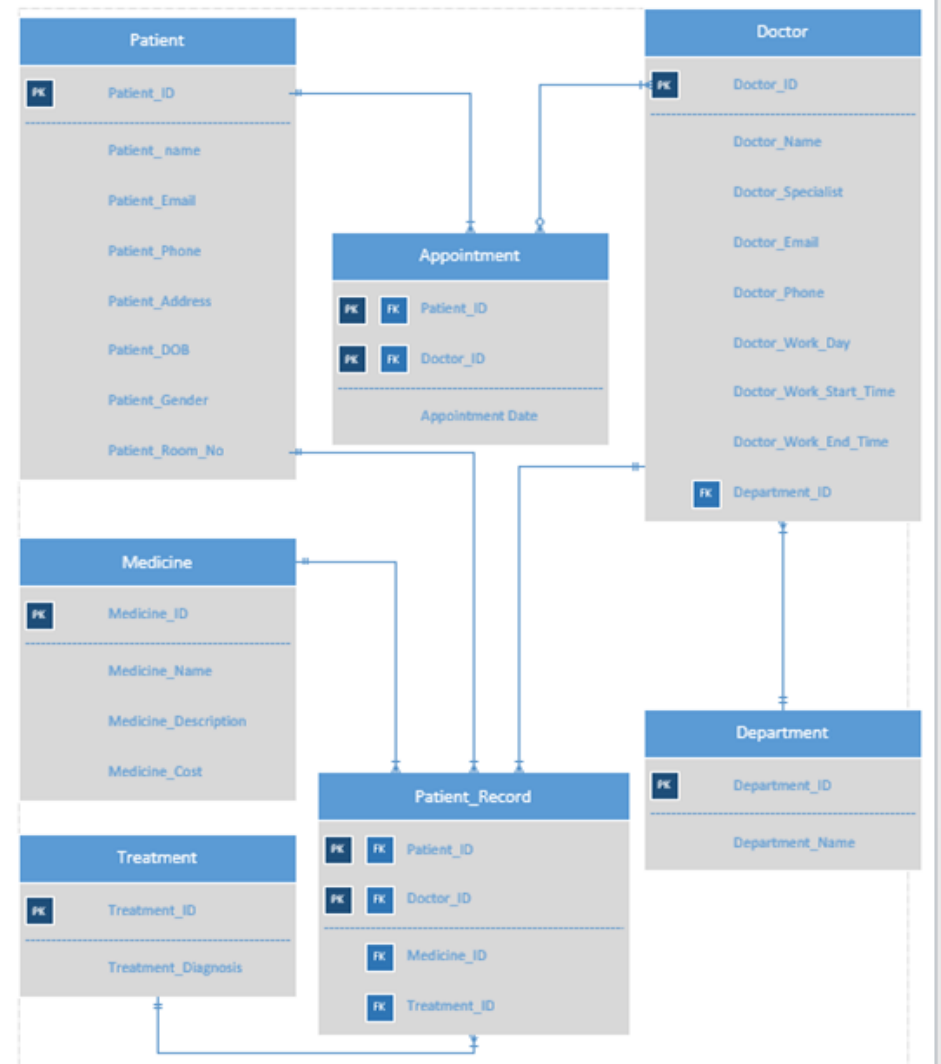 Patient
PK Patient_ID
Patient_ name
Patient_Email
Patient_Phone
Patient_Address
Patient_DOB
Patient_Gender
Patient_Room_No
Doctor
PK Doctor_ID
Doctor_Name
Doctor_Specialist
Doctor_Email
Doctor_Phone
Doctor_Work_Day
Doctor_Work_Start_Time
Doctor_Work_End_Time
FK Department_ID
Appointment
PK FK Patient_ID
PK FK Doctor_ID
Appointment Date
Medicine
PK Medicine_ID
Medicine_Name
Medicine_Description
Medicine_Cost
Department
PK Department_ID
Department_Name
Patient_Record
PK FK Patient_ID
PK FK Doctor_ID
FK Medicine_ID
FK Treatment_ID
Treatment
PK Treatment_ID
Treatment_Diagnosis